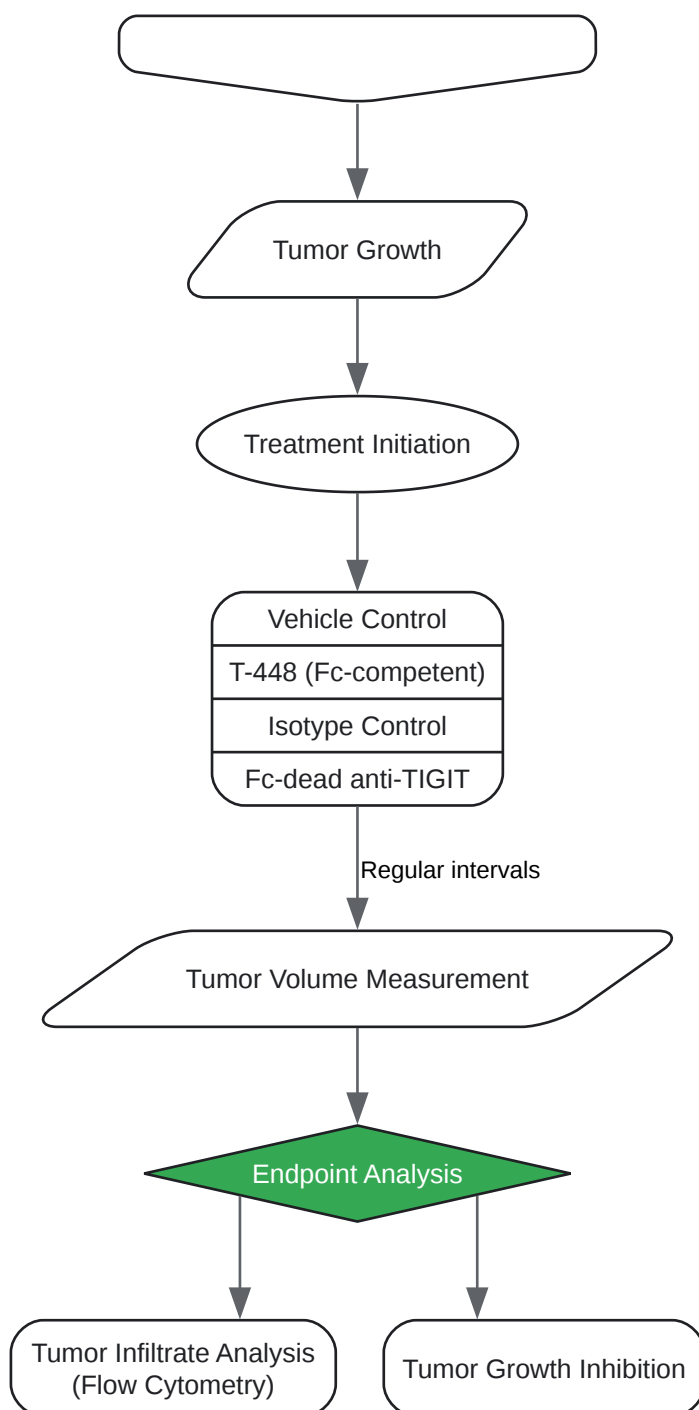 Tumor Growth
Treatment Initiation
Vehicle Control
T-448 (Fc-competent)
Isotype Control
Fc-dead anti-TIGIT
Regular intervals
Tumor Volume Measurement
Endpoint Analysis
Tumor Infiltrate Analysis
(Flow Cytometry)
Tumor Growth Inhibition